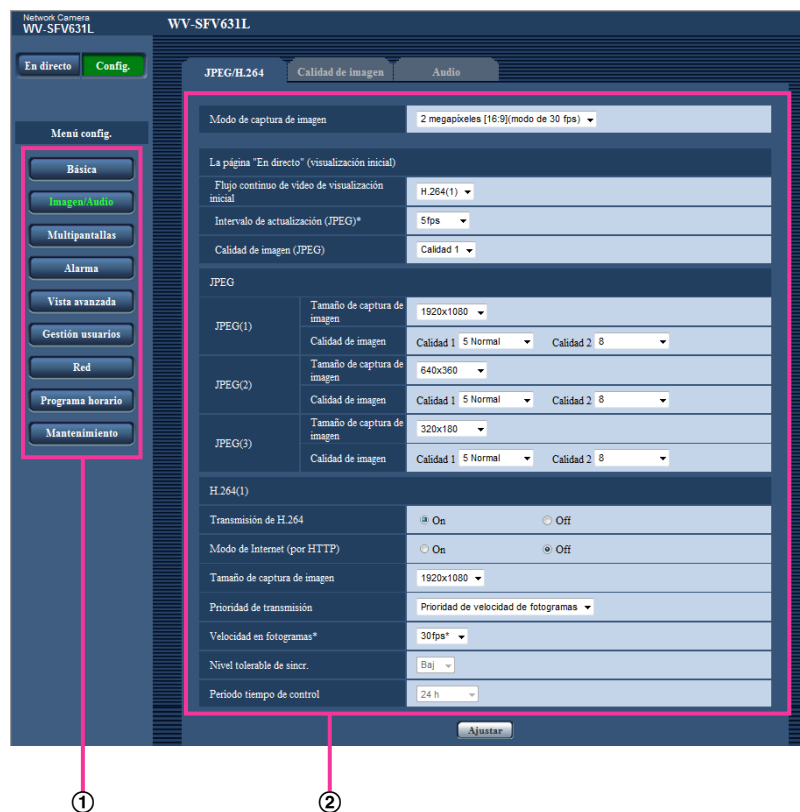 Network Camera
WV-SFV631L
WV-SFV631L
En directo Config.
Menú config.
Básica
Imagen/Audio
Multipantallas
Alarma
Vista avanzada
Gestión usuarios
Red
Programa horario
Mantenimiento
JPEG/H.264 Calidad de imagen Audio
Modo de captura de imagen 2 megapíxeles [16:9](modo de 30 fps)
La página "En directo" (visualización inicial)
Flujo continuo de vídeo de visualización
inicial H.264(1)
Intervalo de actualización (JPEG)* 5fps
Calidad de imagen (JPEG) Calidad 1
JPEG
JPEG(1)
Tamaño de captura de
imagen 1920x1080
Calidad de imagen Calidad 1 5 Normal Calidad 2 8
JPEG(2)
Tamaño de captura de
imagen 640x360
Calidad de imagen Calidad 1 5 Normal Calidad 2 8
JPEG(3)
Tamaño de captura de
imagen 320x180
Calidad de imagen Calidad 1 5 Normal Calidad 2 8
H.264(1)
Transmisión de H.264 On Off
Modo de Internet (por HTTP) On Off
Tamaño de captura de imagen 1920x1080
Prioridad de transmisión Prioridad de velocidad de fotogramas
Velocidad en fotogramas* 30fps*
Nivel tolerable de sincr. Baj
Periodo tiempo de control 24 h
Ajustar
① ②